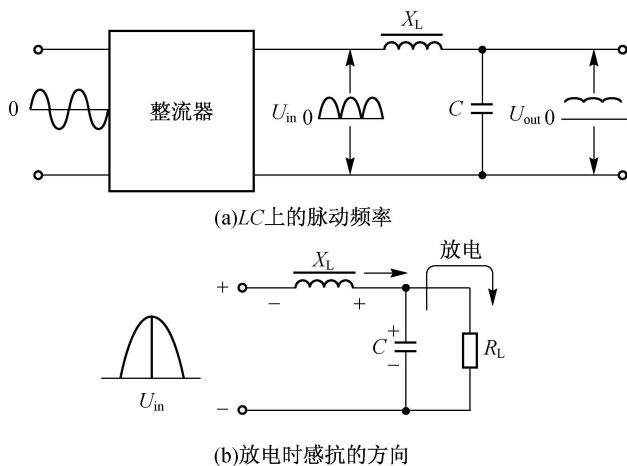 X_L
0
整流器
U_in 0
C
U_out 0
(a)LC上的脉动频率
X_L
放电
+
−
+
C
+
−
R_L
U_in
−
(b)放电时感抗的方向